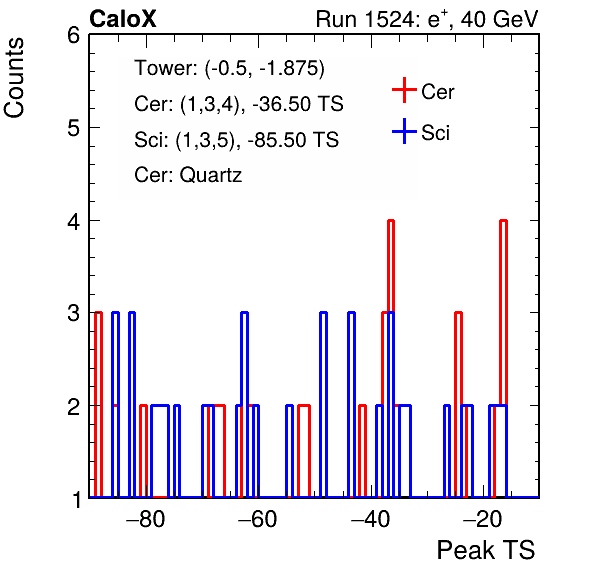 CaloX
Run 1524: e+, 40 GeV
Counts
6
5
4
3
2
1
Tower: (-0.5, -1.875)
Cer: (1,3,4), -36.50 TS
Sci: (1,3,5), -85.50 TS
Cer: Quartz
Cer
Sci
−80
−60
−40
−20
Peak TS